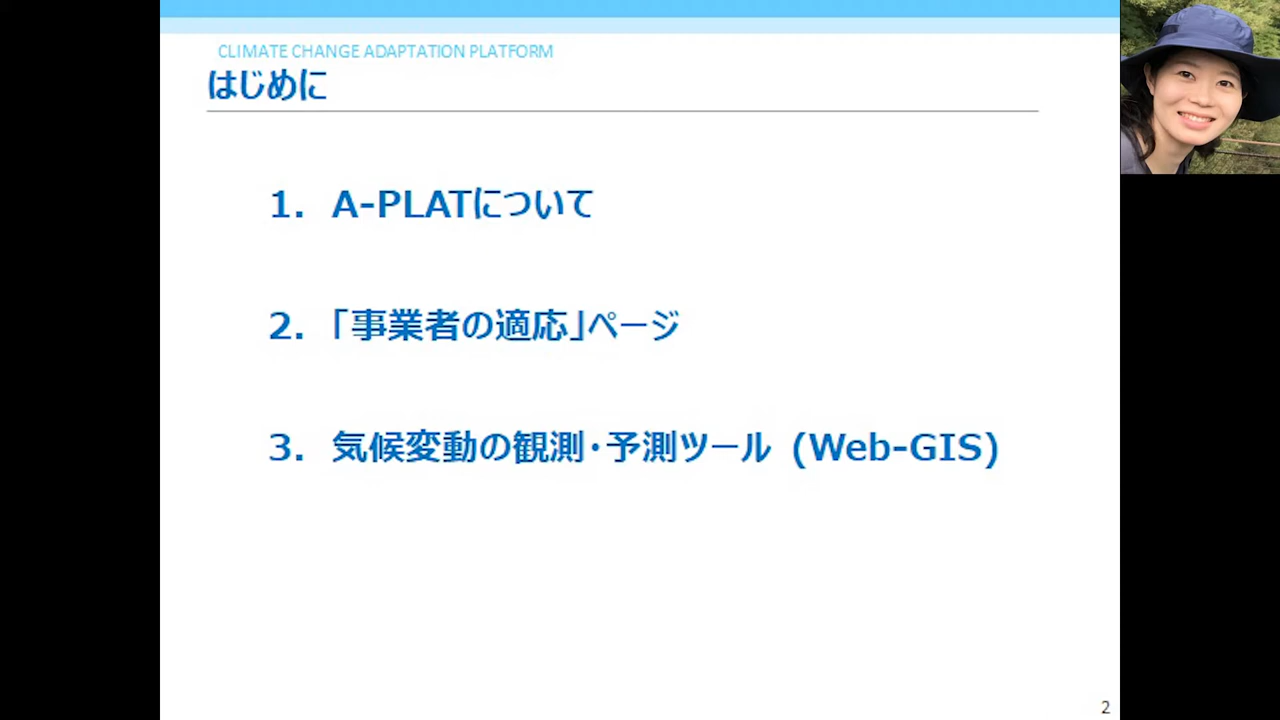 CLIMATE CHANGE ADAPTATION PLATFORM
はじめに
1. A-PLATについて
2. 「事業者の適応」ページ
3. 気候変動の観測・予測ツール (Web-GIS)
2